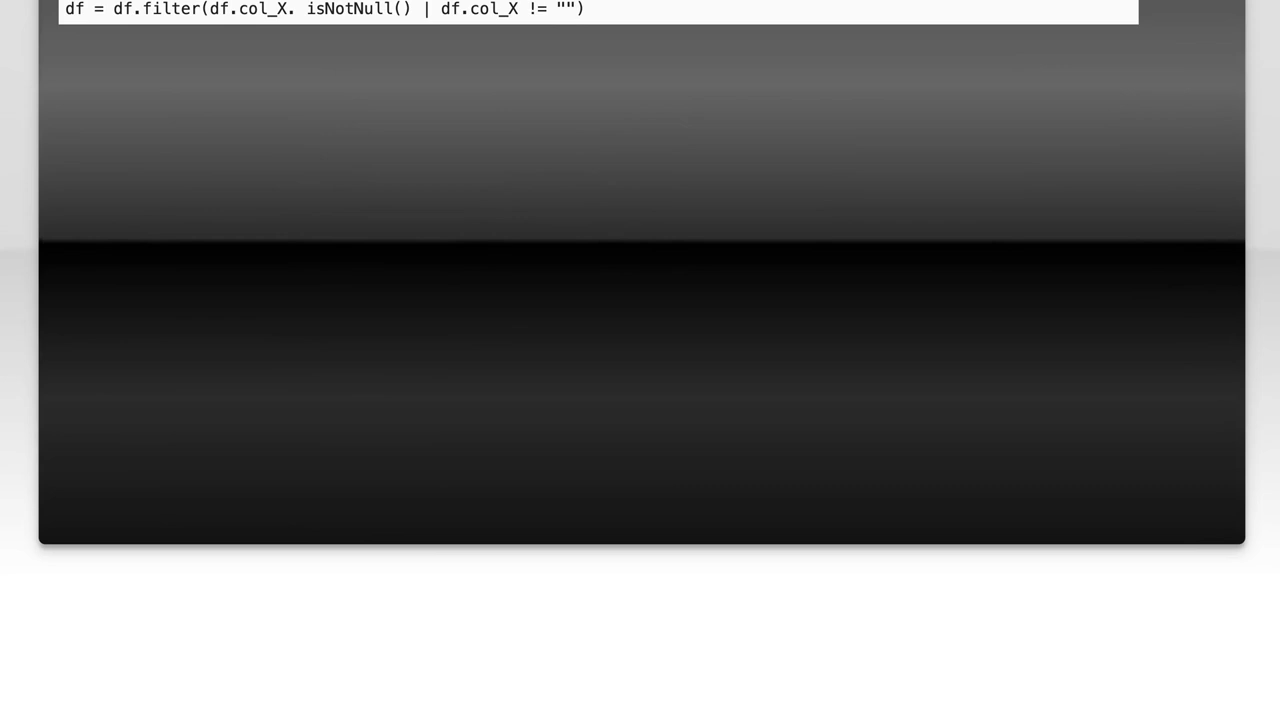 df = df.filter(df.col_X. isNotNull() | df.col_X != "")